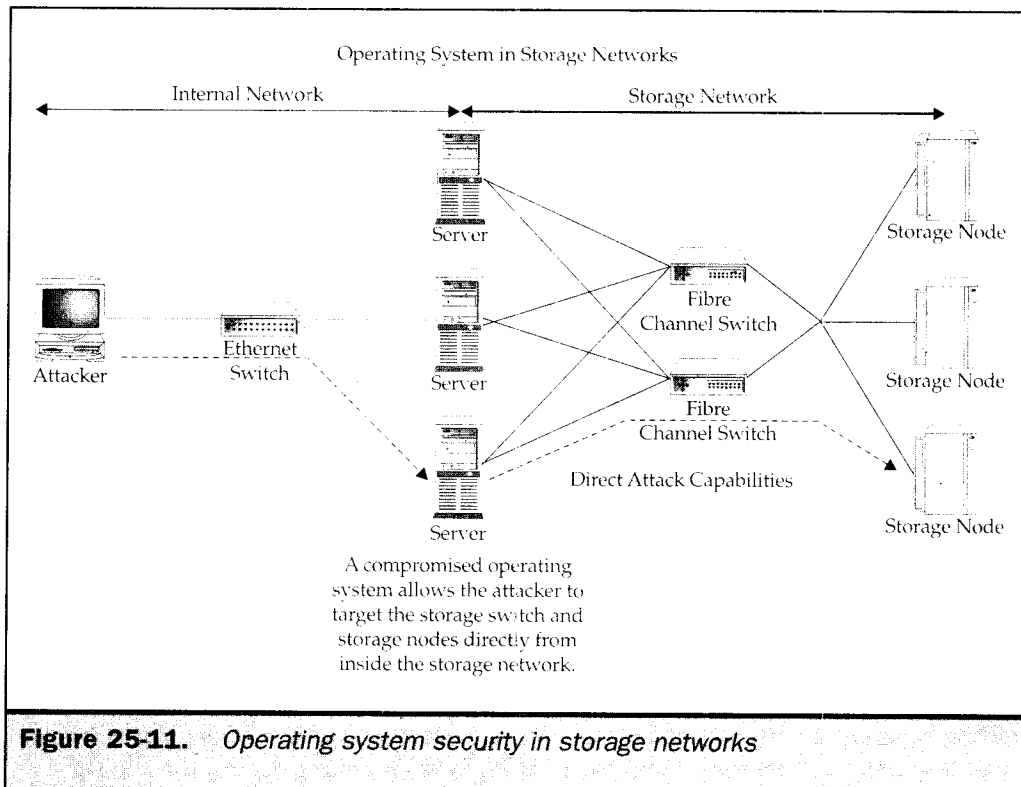 Operating System in Storage Networks
Internal Network
Storage Network
Server
Storage Node
Fibre
Channel Switch
Attacker
Ethernet
Switch
Server
Storage Node
Fibre
Channel Switch
Direct Attack Capabilities
Server
Storage Node
A compromised operating
system allows the attacker to
target the storage switch and
storage nodes directly from
inside the storage network.
Figure 25-11. Operating system security in storage networks